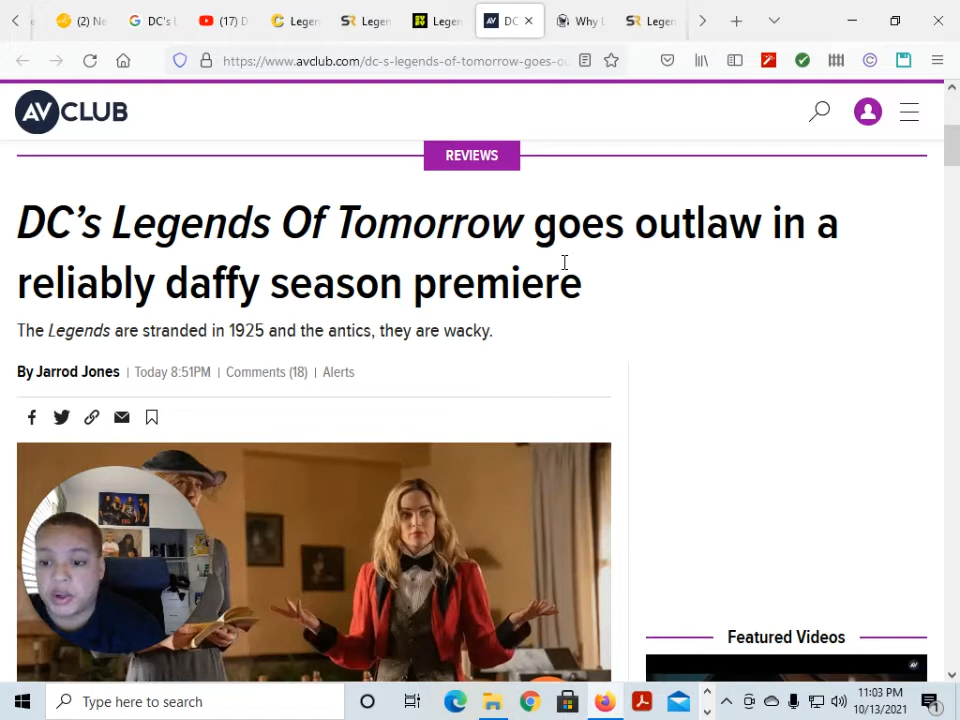 (2) Ne
DC's L
(17) D
Legen
Legen
Legen
DC
Why L
Legen
https://www.avclub.com/dc-s-legends-of-tomorrow-goes-ou
AV CLUB
REVIEWS
DC's Legends Of Tomorrow goes outlaw in a
reliably daffy season premiere
The Legends are stranded in 1925 and the antics, they are wacky.
By Jarrod Jones | Today 8:51PM | Comments (18) | Alerts
Featured Videos
AV
Type here to search
11:03 PM
10/13/2021
1